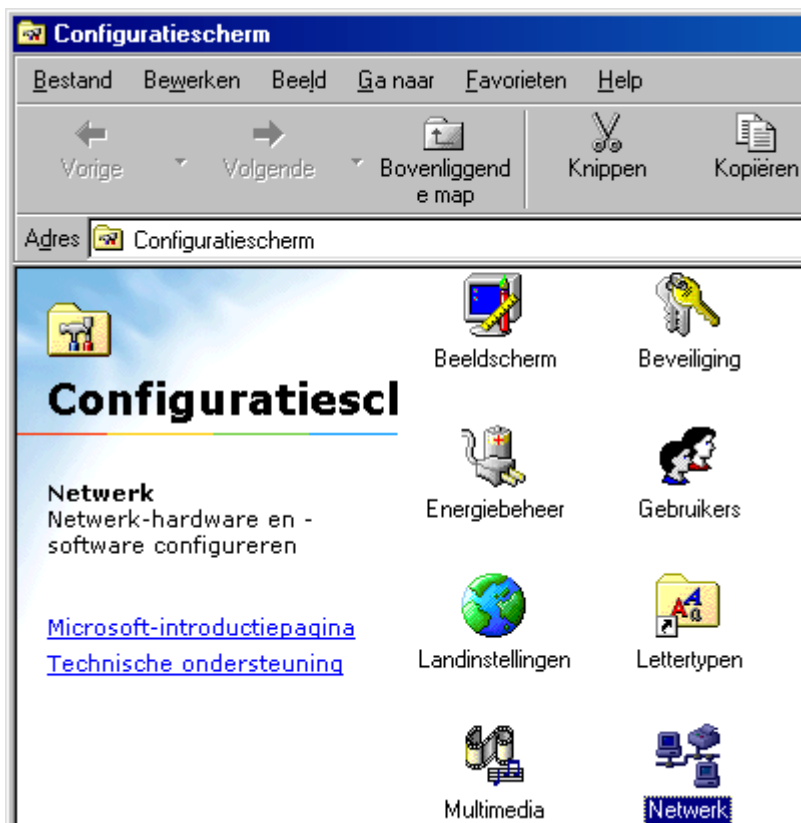 Configuratiescherm
Bestand Bewerken Beeld Ga naar Favorieten Help
Vorige Volgende Bovenliggend Knippen Kopiëren
e map
Adres Configuratiescherm
Configuratiescl
Netwerk
Netwerk-hardware en -
software configureren
Microsoft-introductiepagina
Technische ondersteuning
Beeldscherm Beveiliging
Energiebeheer Gebruikers
Landinstellingen Lettertypen
Multimedia Netwerk